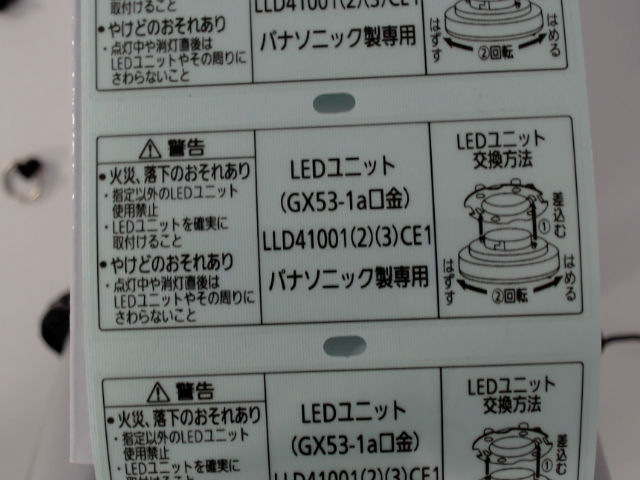 取付けること
●やけどのおそれあり
・点灯中や消灯直後は
LEDユニットやその周りに
さわらないこと
LLD41001(2)(3)CE1
パナソニック製専用
はずす
②回転
はめる
⚠警告
●火災、落下のおそれあり
・指定以外のLEDユニット
使用禁止
・LEDユニットを確実に
取付けること
●やけどのおそれあり
・点灯中や消灯直後は
LEDユニットやその周りに
さわらないこと
LEDユニット
(GX53-1a口金)
LLD41001(2)(3)CE1
パナソニック製専用
LEDユニット
交換方法
差込む
①
はずす
②回転
はめる
⚠警告
●火災、落下のおそれあり
・指定以外のLEDユニット
使用禁止
・LEDユニットを確実に
LEDユニット
(GX53-1a口金)
LLD41001(2)(3)CE1
LEDユニット
交換方法
差込む
①